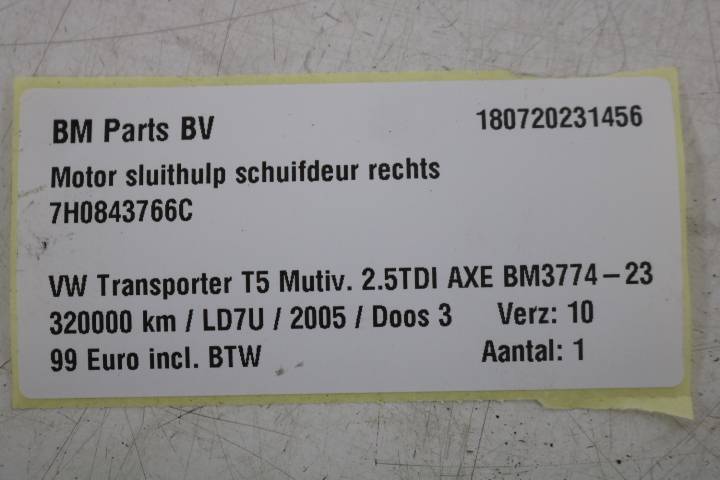 BM Parts BV 180720231456
Motor sluithulp schuifdeur rechts
7H0843766C
VW Transporter T5 Mutiv. 2.5TDI AXE BM3774-23
320000 km / LD7U / 2005 / Doos 3 Verz: 10
99 Euro incl. BTW Aantal: 1